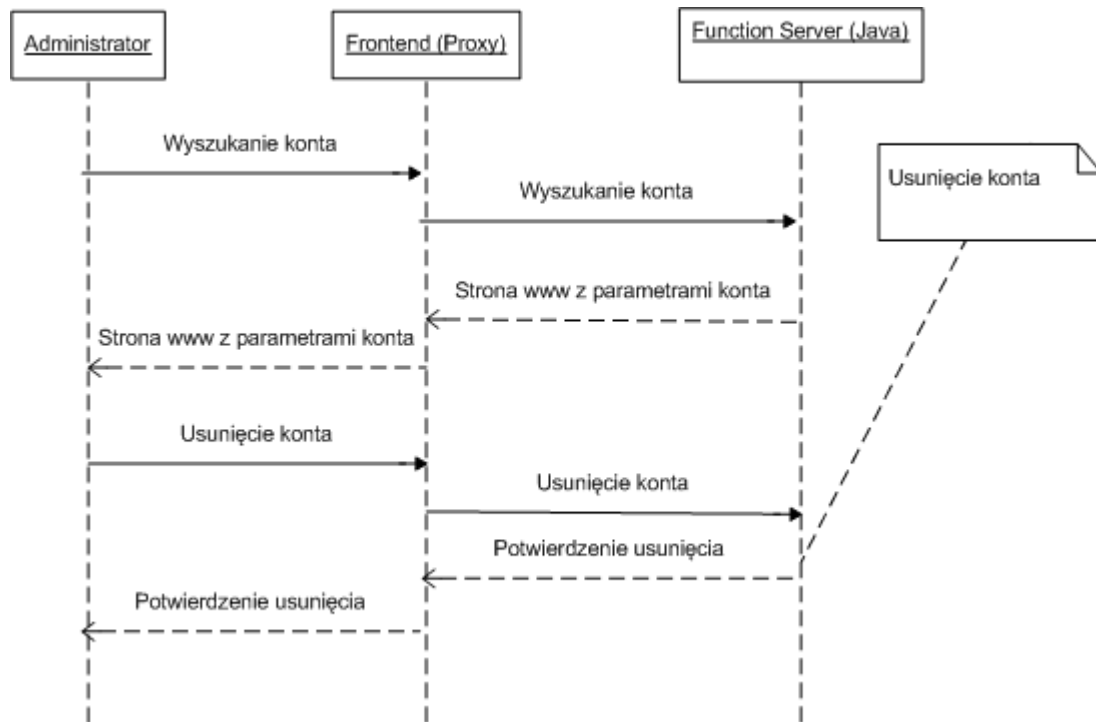 Administrator
Frontend (Proxy)
Function Server (Java)
Wyszukanie konta
Wyszukanie konta
Usunięcie konta
Strona www z parametrami konta
Strona www z parametrami konta
Usunięcie konta
Usunięcie konta
Potwierdzenie usunięcia
Potwierdzenie usunięcia